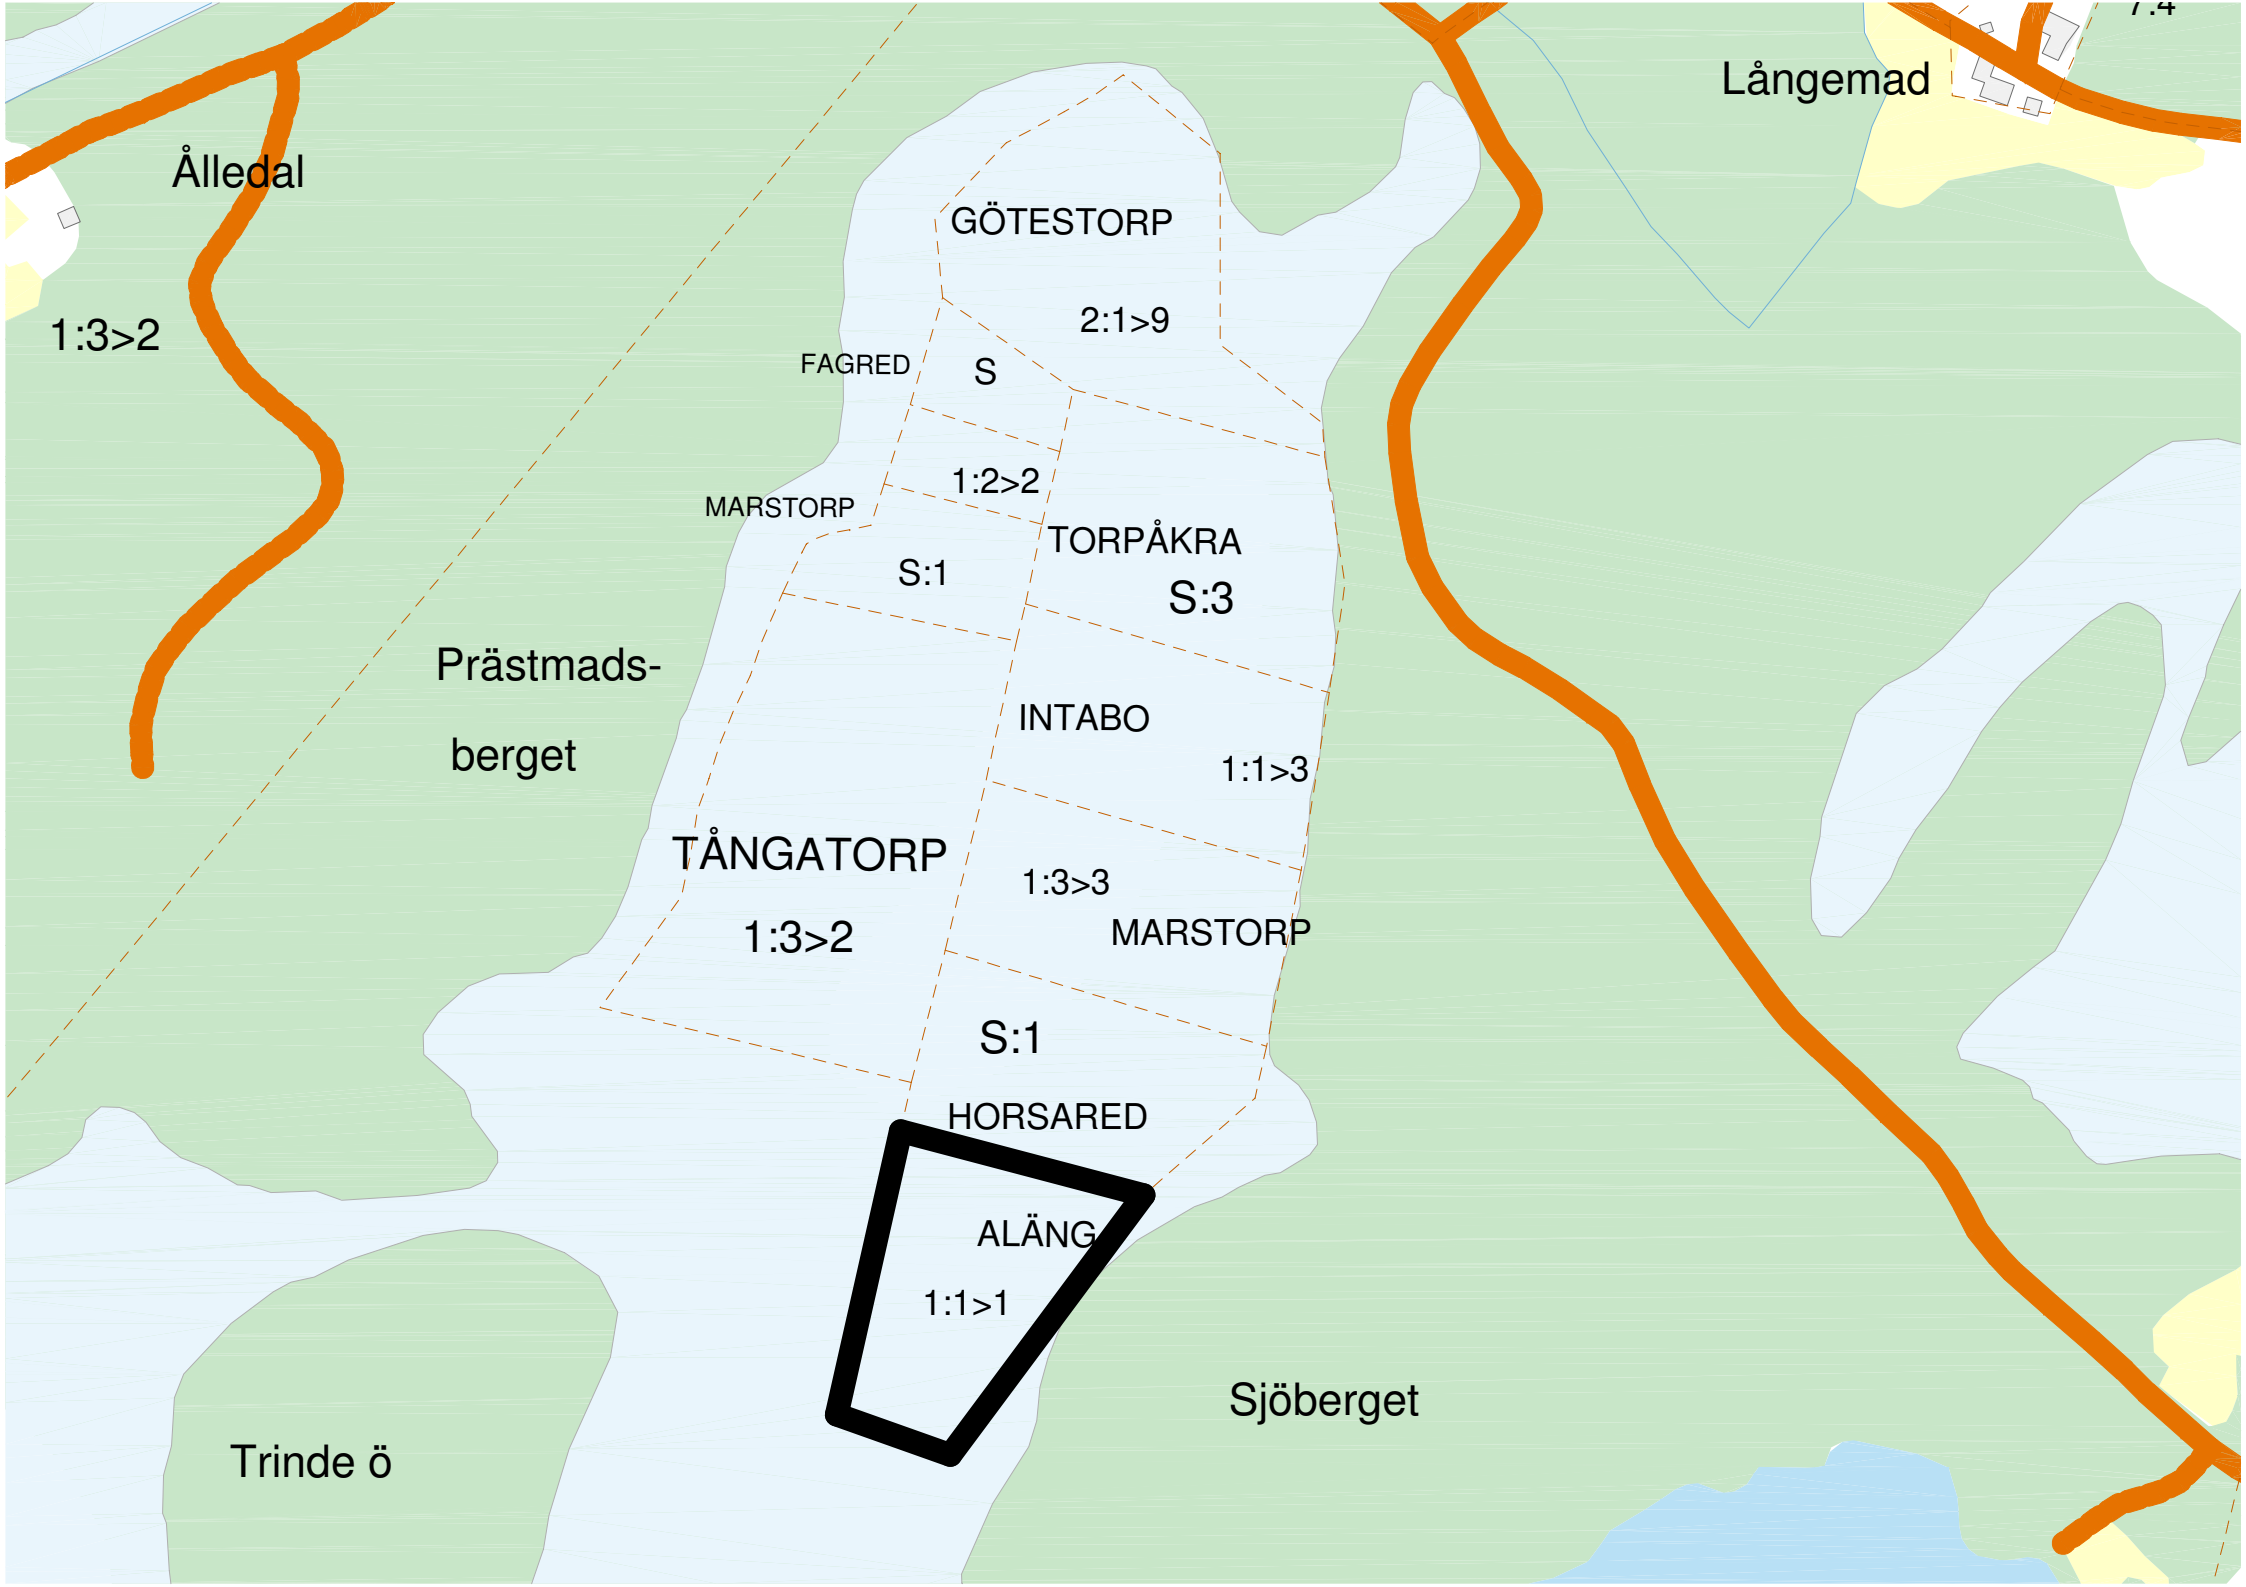 7:4
Långemad
Ålledal
GÖTESTORP
2:1>9
1:3>2
FAGRED
S
1:2>2
MARSTORP
TORPÅKRA
S:1
S:3
Prästmads-
berget
INTABO
1:1>3
TÅNGATORP
1:3>3
1:3>2
MARSTORP
S:1
HORSARED
ALÄNG
1:1>1
Sjöberget
Trinde ö